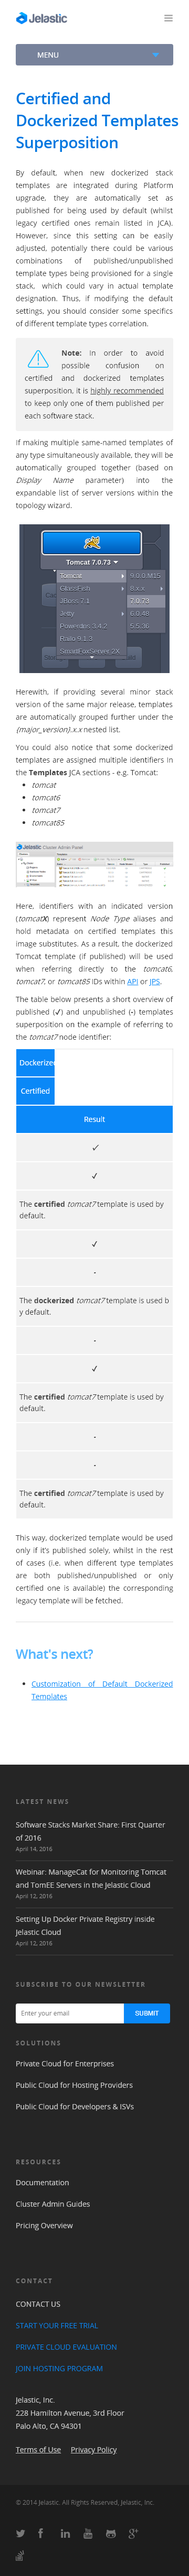 Jelastic
MENU
Certified and
Dockerized Templates
Superposition
By default, when new dockerized stack
templates are integrated during Platform
upgrade, they are automatically set as
published for being used by default (whilst
legacy certified ones remain listed in JCA).
However, since this setting can be easily
adjusted, potentially there could be various
combinations of published/unpublished
template types being provisioned for a single
stack, which could vary in actual template
designation. Thus, if modifying the default
settings, you should consider some specifics
of different template types correlation.
Note: In order to avoid
possible confusion on
certified and dockerized templates
superposition, it is highly recommended
to keep only one of them published per
each software stack.
If making multiple same-named templates of
any type simultaneously available, they will be
automatically grouped together (based on
Display Name parameter) into the
expandable list of server versions within the
topology wizard.
Tomcat 7.0.73
Tomcat
GlassFish
JBoss 7.1
Jetty
Powerdns 3.4.2
Railo 9.1.3
SmartFoxServer 2X
9.0.0.M15
8.x.x
7.0.73
6.0.48
5.5.36
Herewith, if providing several minor stack
version of the same major release, templates
are automatically grouped further within the
{major_version}.x.x nested list.
You could also notice that such dockerized
templates are assigned multiple identifiers in
the Templates JCA section - e.g. Tomcat has:
• tomcat
• tomcat6
• tomcat7
• tomcat85
Jelastic Cluster Admin Panel
Here, identifiers with an indicated version
(tomcatX) represent Node Type aliases and
correspond to legacy certified templates with
this name, that used to be separated for
magusbates. As a result, the dockerized
Tomcat template, if published, will be used
when referring directly to the tomcat6,
tomcat7, or tomcat85 IDs within API or JPS.
The table below presents a short overview of
published (✓) and unpublished (-) templates
superposition on the example of referring to
the tomcat7 node identifier:
Dockerized
Certified
Result
✓
✓
The certified tomcat7 template is used by
default.
✓
-
The dockerized tomcat7 template is used b
y default.
-
✓
The certified tomcat7 template is used by
default.
-
-
The certified tomcat7 template is used by
default.
This way, dockerized template would be used
only if it's published solely, whilst in the rest
of cases (i.e. when different type templates
are both published/unpublished or only
certified one is available) the corresponding
legacy template will be fetched.
What's next?
• Customization of Default Dockerized
Templates
LATEST NEWS
Software Stacks Market Share: First Quarter
of 2016
April 14, 2016
Webinar: ManageCat for Monitoring Tomcat
and TomEE Servers in the Jelastic Cloud
April 12, 2016
Setting Up Docker Private Registry inside
Jelastic Cloud
April 12, 2016
SUBSCRIBE TO OUR NEWSLETTER
Enter your email
SUBMIT
SOLUTIONS
Private Cloud for Enterprises
Public Cloud for Hosting Providers
Public Cloud for Developers & ISVs
RESOURCES
Documentation
Cluster Admin Guides
Pricing Overview
CONTACT
CONTACT US
START YOUR FREE TRIAL
PRIVATE CLOUD EVALUATION
JOIN HOSTING PROGRAM
Jelastic, Inc.
228 Hamilton Avenue, 3rd Floor
Palo Alto, CA 94301
Terms of Use Privacy Policy
© 2014 Jelastic. All Rights Reserved, Jelastic, Inc.